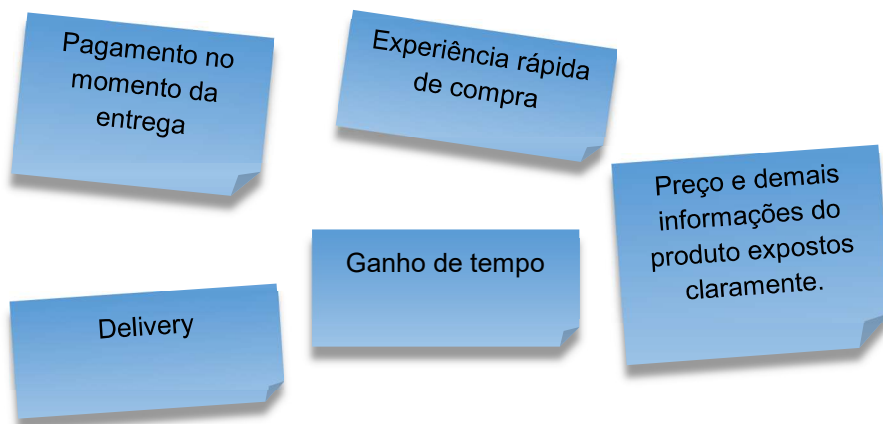 Pagamento no
momento da
entrega
Experiência rápida
de compra
Preço e demais
informações do
produto expostos
claramente.
Ganho de tempo
Delivery